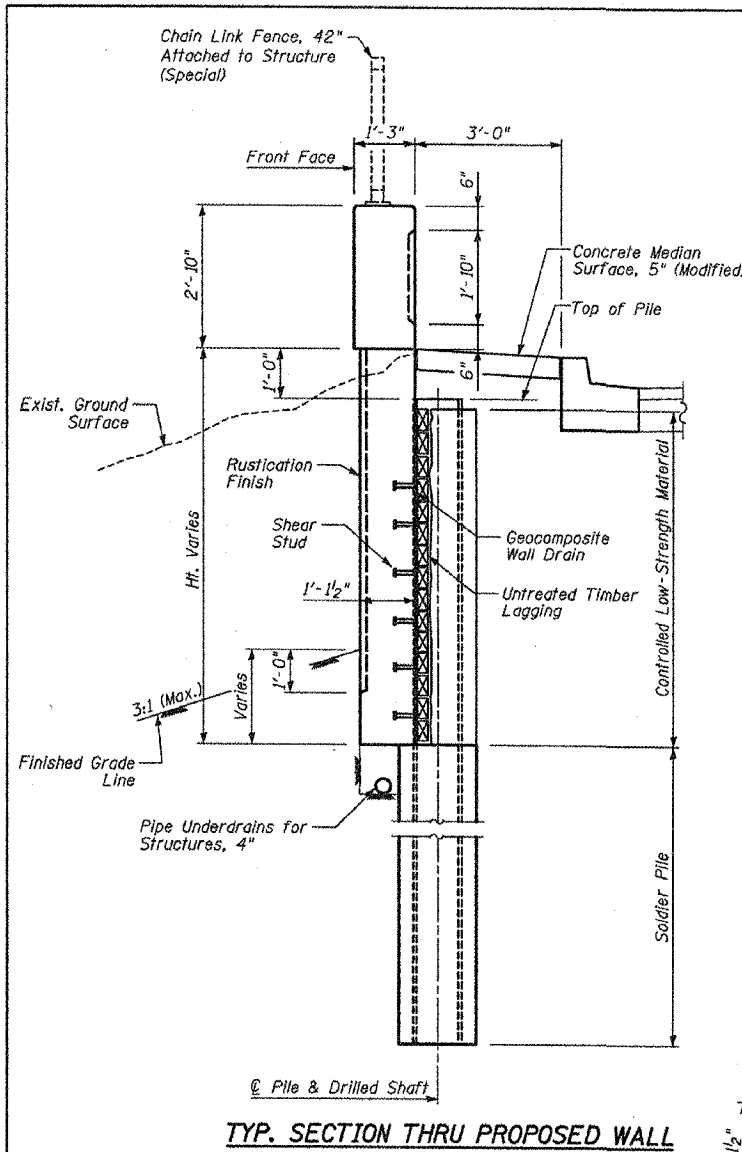 Chain Link Fence, 42"
Attached to Structure
(Special)
1'-3"
3'-0"
Front Face
6"
2'-10"
1'-10"
Concrete Median
Surface, 5" (Modified)
Top of Pile
1'-0"
6"
Exist. Ground
Surface
Rustication
Finish
Ht. Varies
Shear
Stud
Geocomposite
Wall Drain
1'-1½"
Untreated Timber
Lagging
Controlled Low-Strength Material
1'-0"
Varies
3:1 (Max.)
Finished Grade
Line
Pipe Underdrains for
Structures, 4"
Soldier Pile
℄ Pile & Drilled Shaft
TYP. SECTION THRU PROPOSED WALL